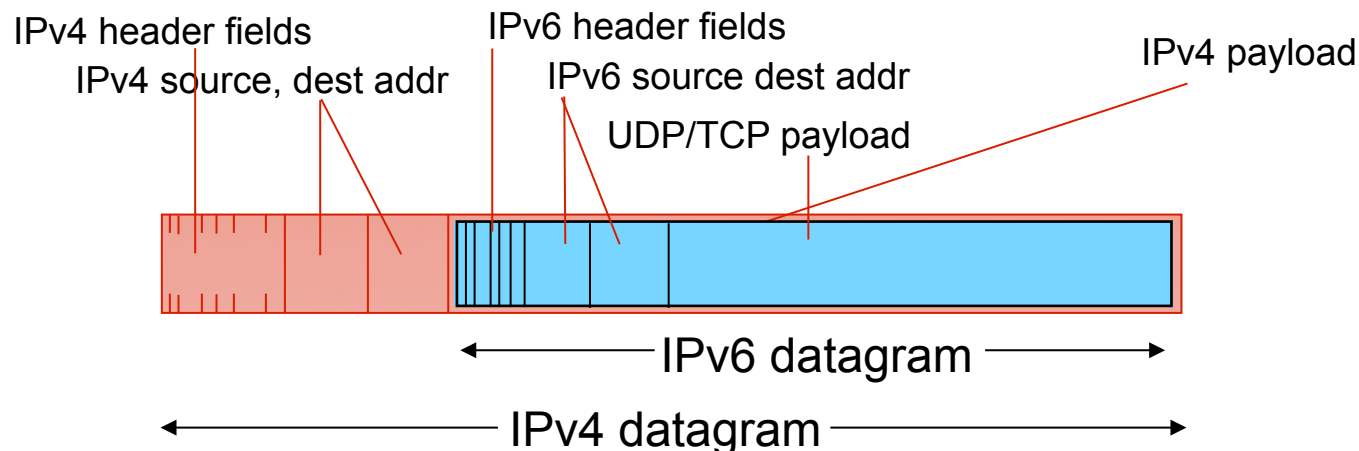 IPv4 header fields
IPv6 header fields
IPv4 payload
IPv4 source, dest addr
IPv6 source dest addr
UDP/TCP payload
IPv6 datagram
IPv4 datagram